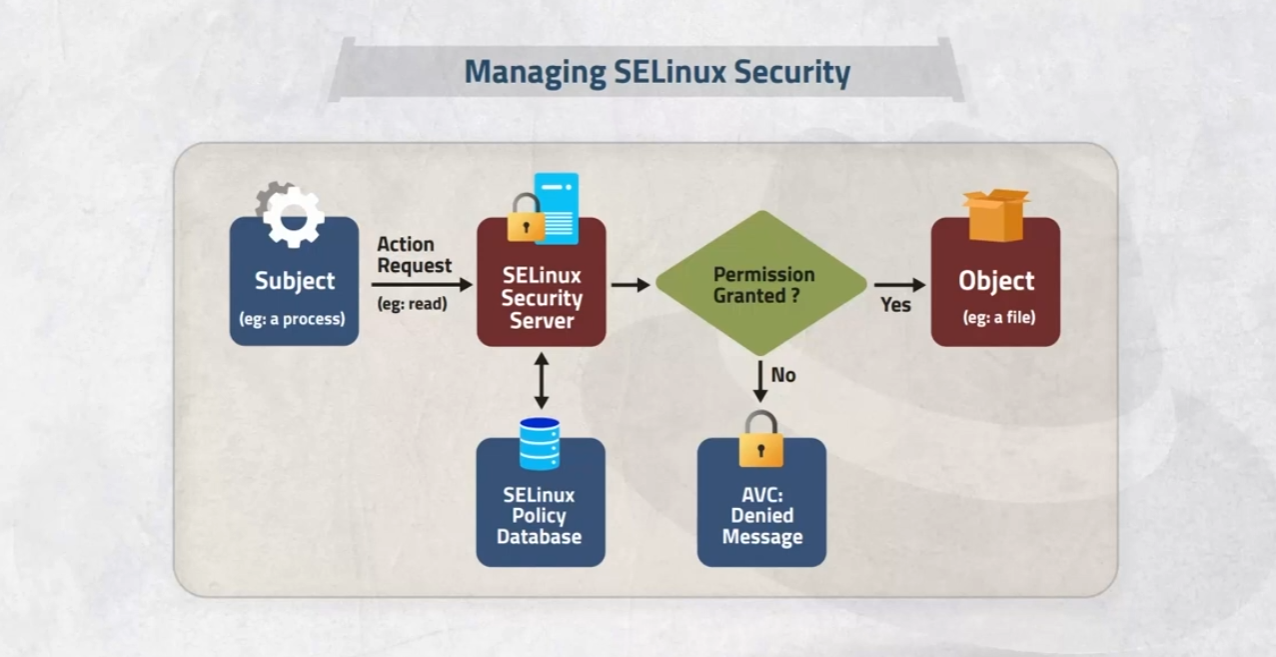 Managing SELinux Security
Subject
(eg: a process)
Action
Request
(eg: read)
SELinux
Security
Server
Permission
Granted ?
Yes
Object
(eg: a file)
No
SELinux
Policy
Database
AVC:
Denied
Message